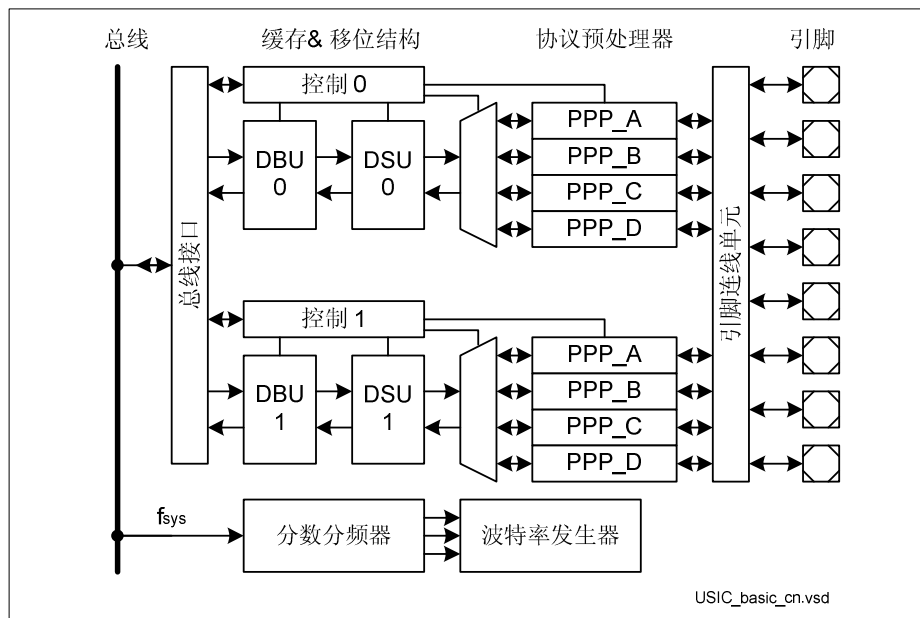 总线 缓存& 移位结构 协议预处理器 引脚
控制 0
DBU
0
DSU
0
PPP_A
PPP_B
PPP_C
PPP_D
总线接口
引脚连线单元
控制 1
DBU
1
DSU
1
PPP_A
PPP_B
PPP_C
PPP_D
fsys
分数分频器
波特率发生器
USIC_basic_cn.vsd